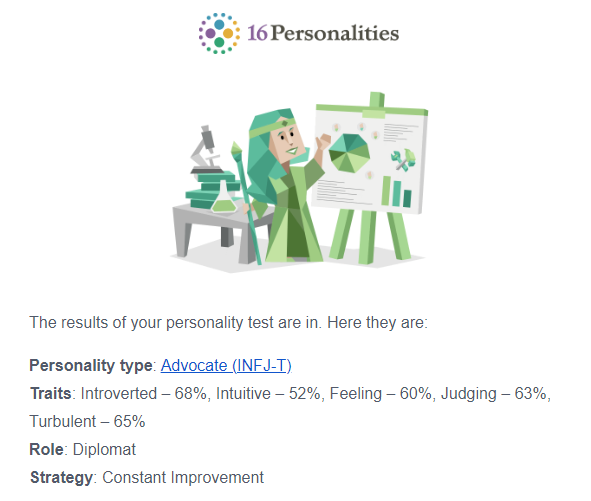 16Personalities
The results of your personality test are in. Here they are:
Personality type: Advocate (INFJ-T)
Traits: Introverted – 68%, Intuitive – 52%, Feeling – 60%, Judging – 63%,
Turbulent – 65%
Role: Diplomat
Strategy: Constant Improvement